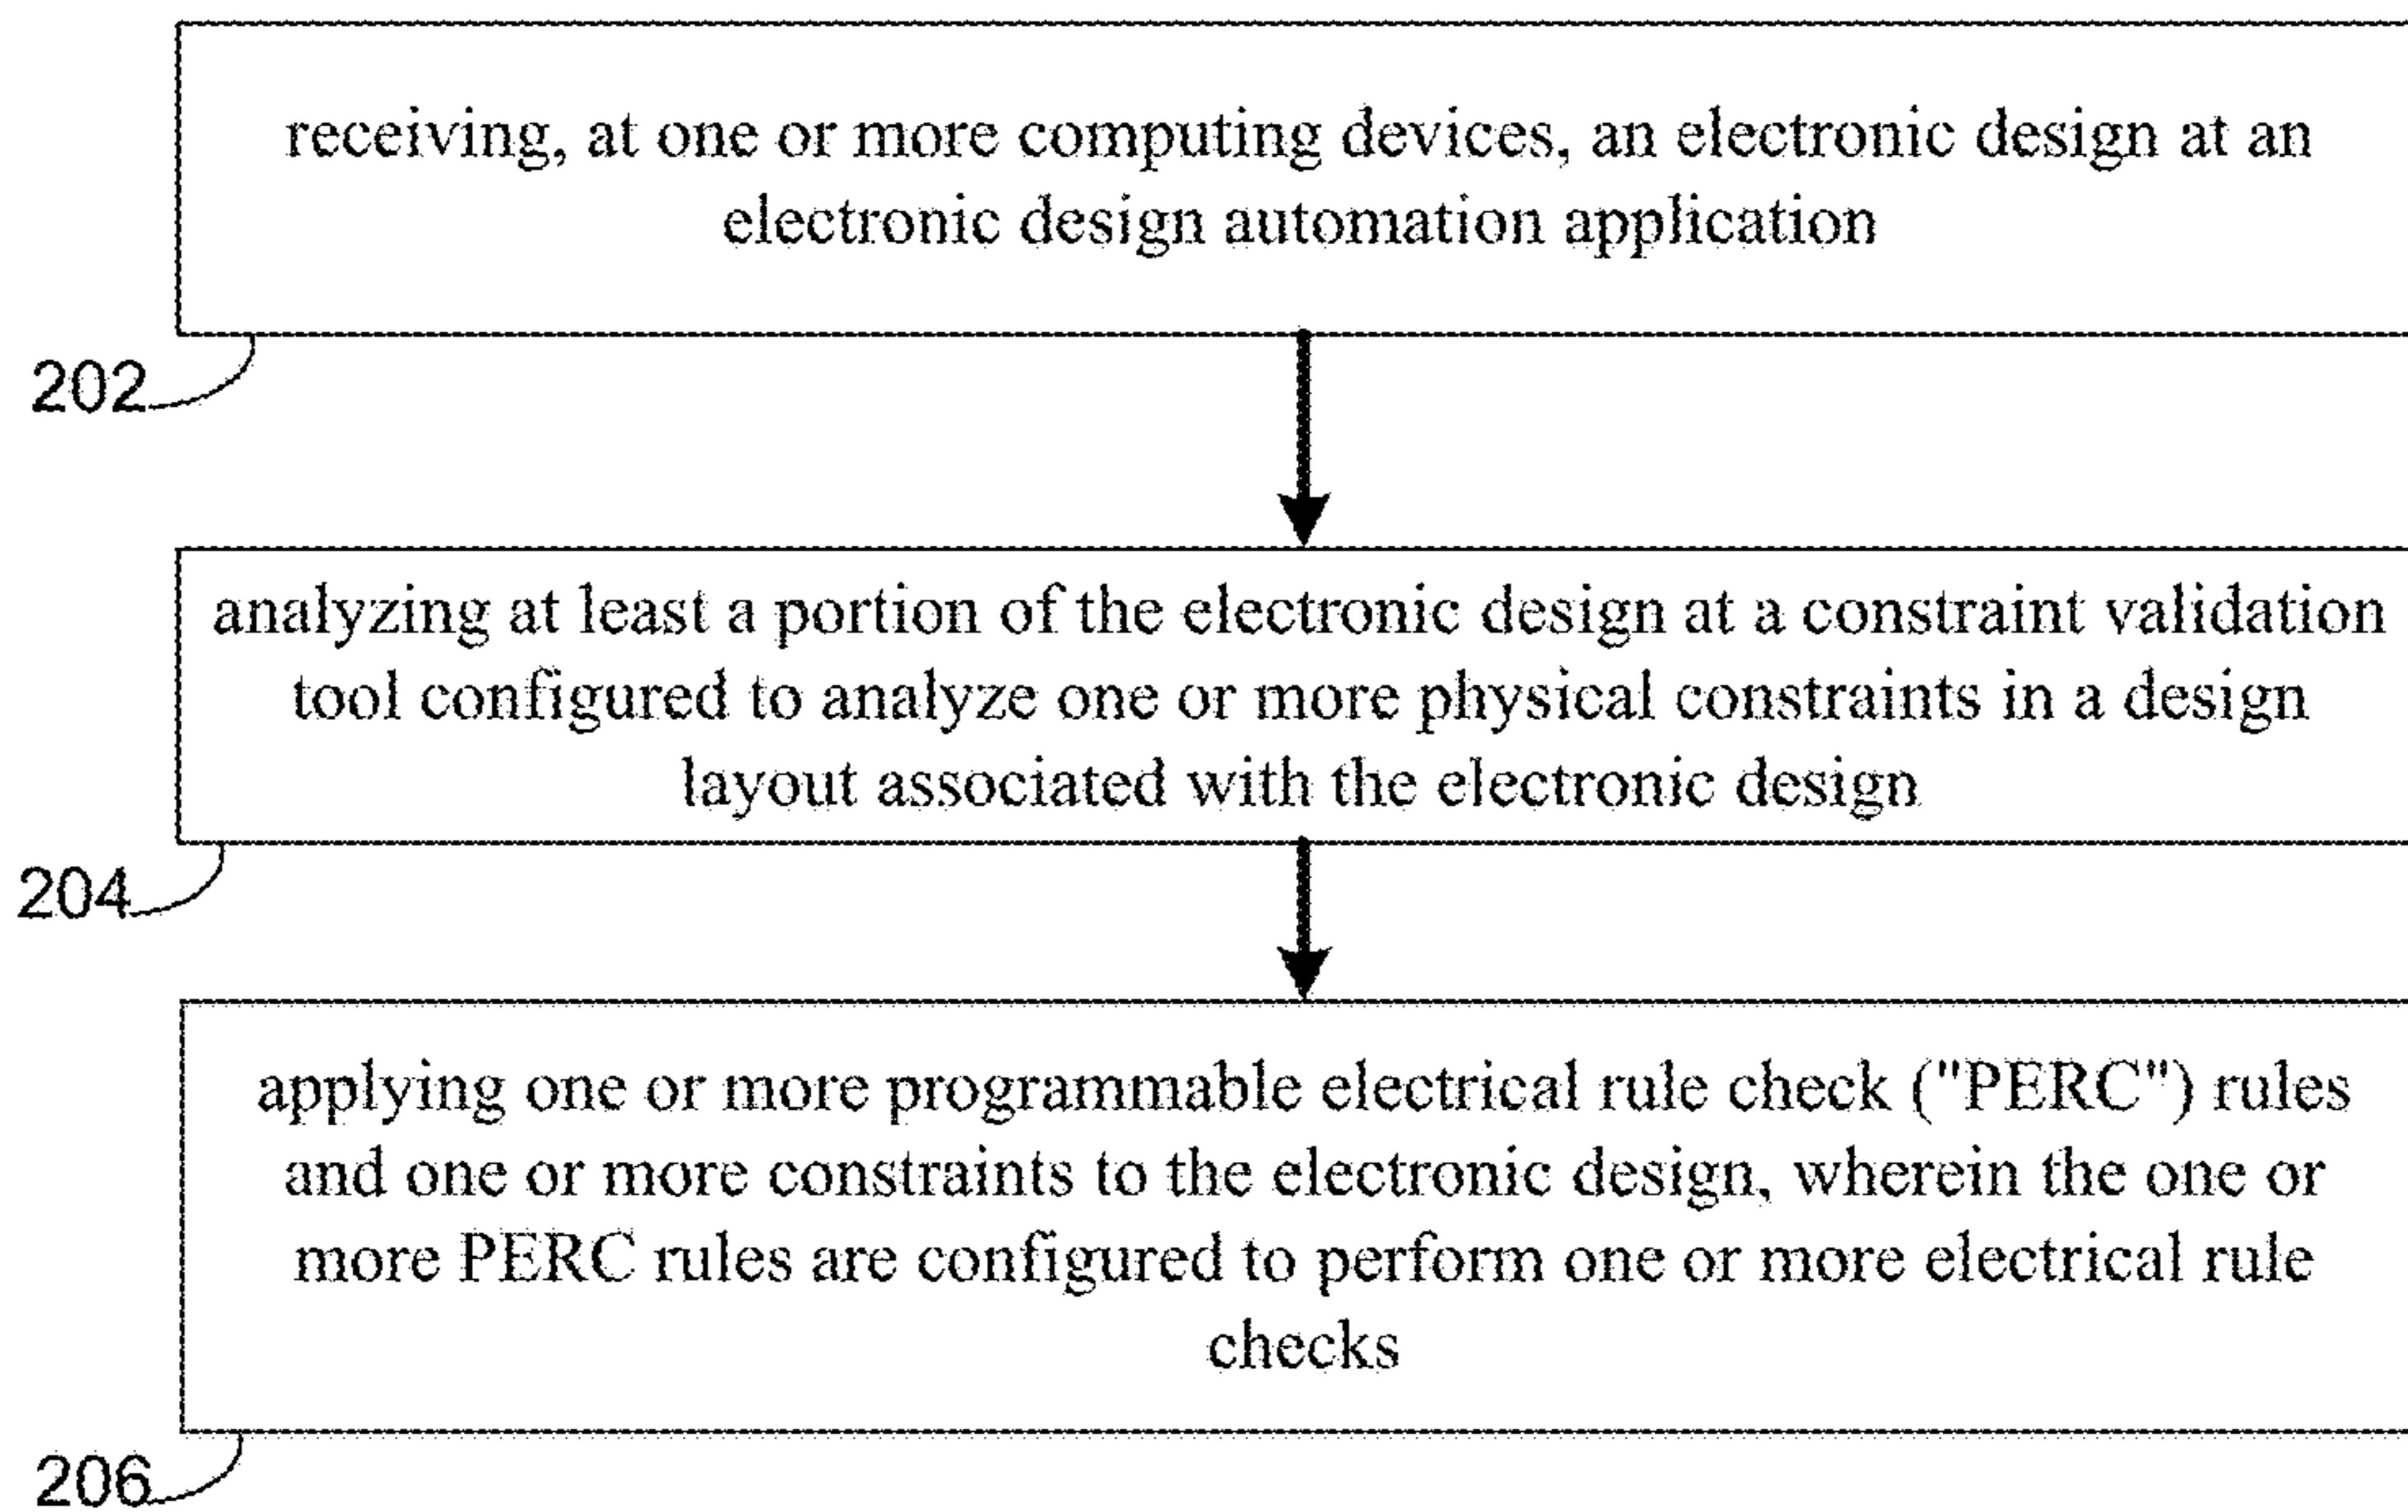 receiving, at one or more computing devices, an electronic design at an
electronic design automation application
202
analyzing at least a portion of the electronic design at a constraint validation
tool configured to analyze one or more physical constraints in a design
layout associated with the electronic design
204
applying one or more programmable electrical rule check ("PERC") rules
and one or more constraints to the electronic design, wherein the one or
more PERC rules are configured to perform one or more electrical rule
checks
206